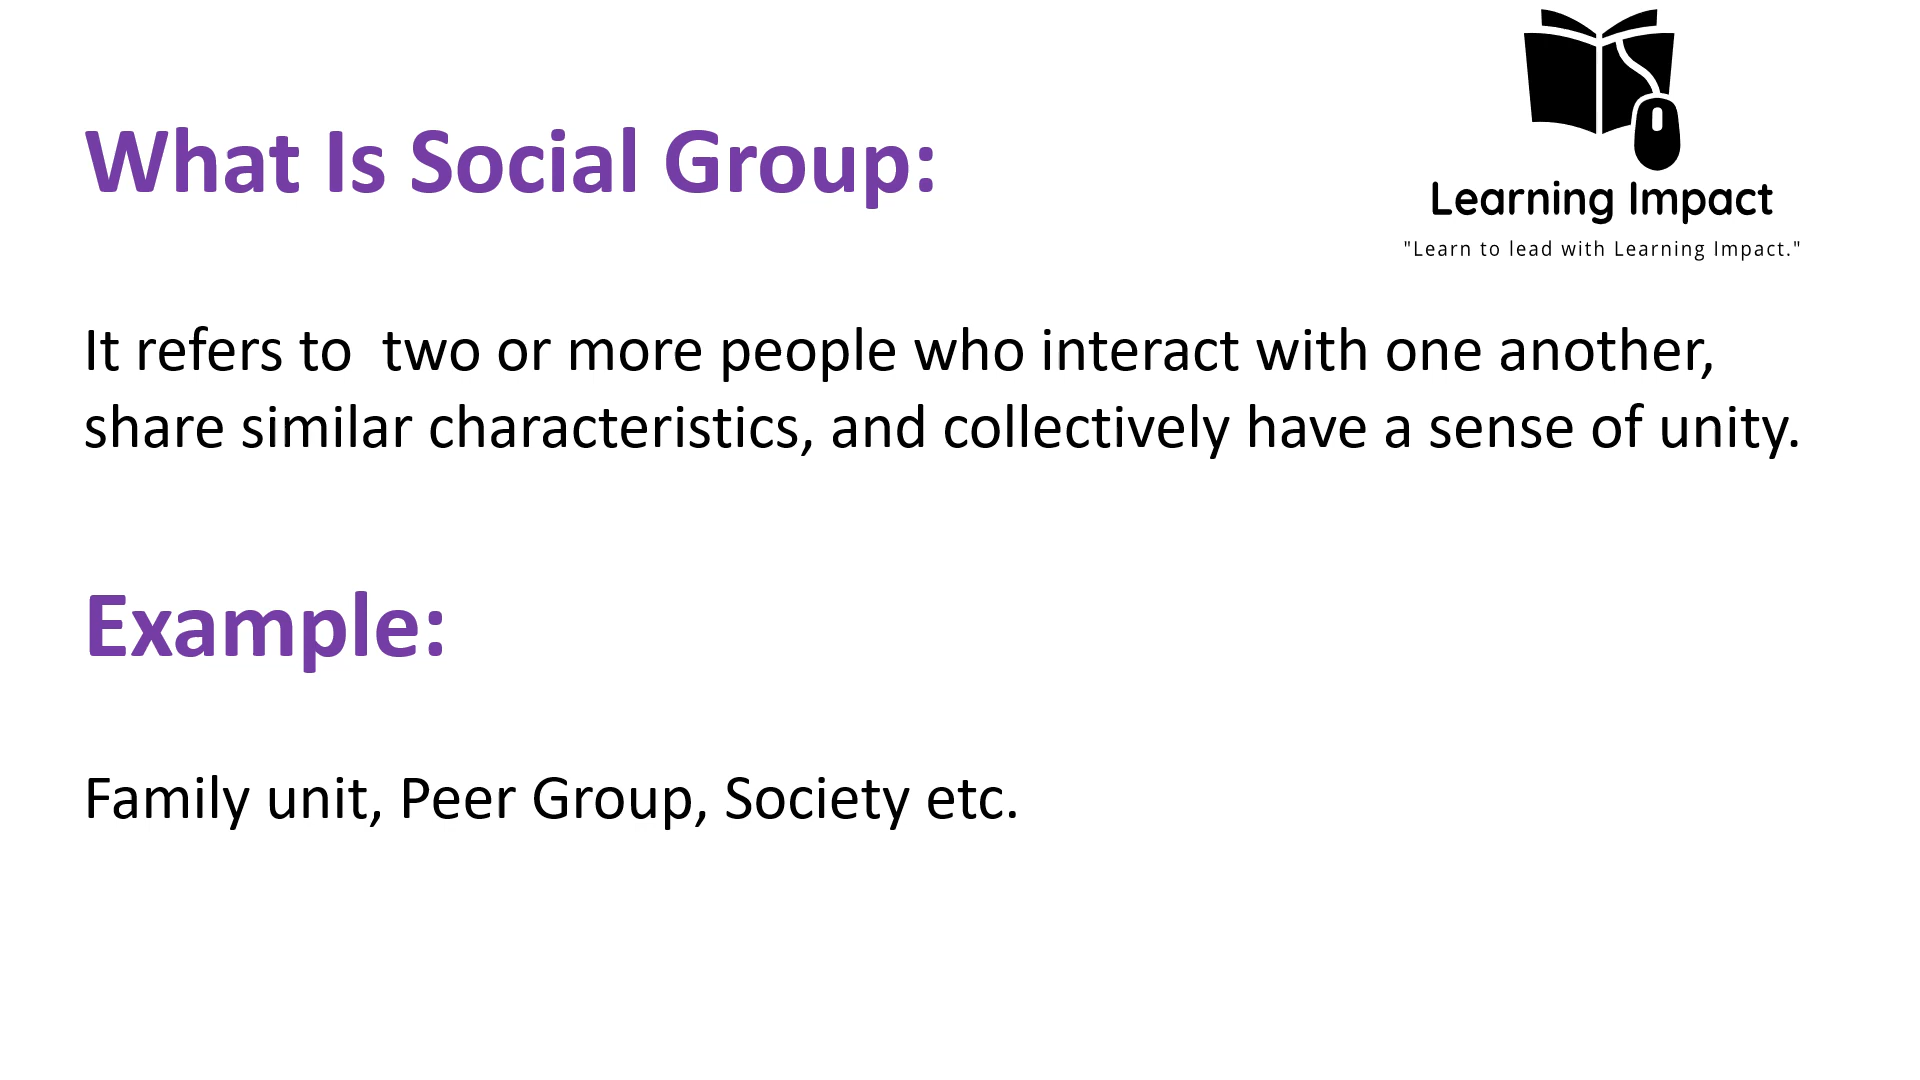 What Is Social Group:
Learning Impact
"Learn to lead with Learning Impact."
It refers to  two or more people who interact with one another,
share similar characteristics, and collectively have a sense of unity.
Example:
Family unit, Peer Group, Society etc.